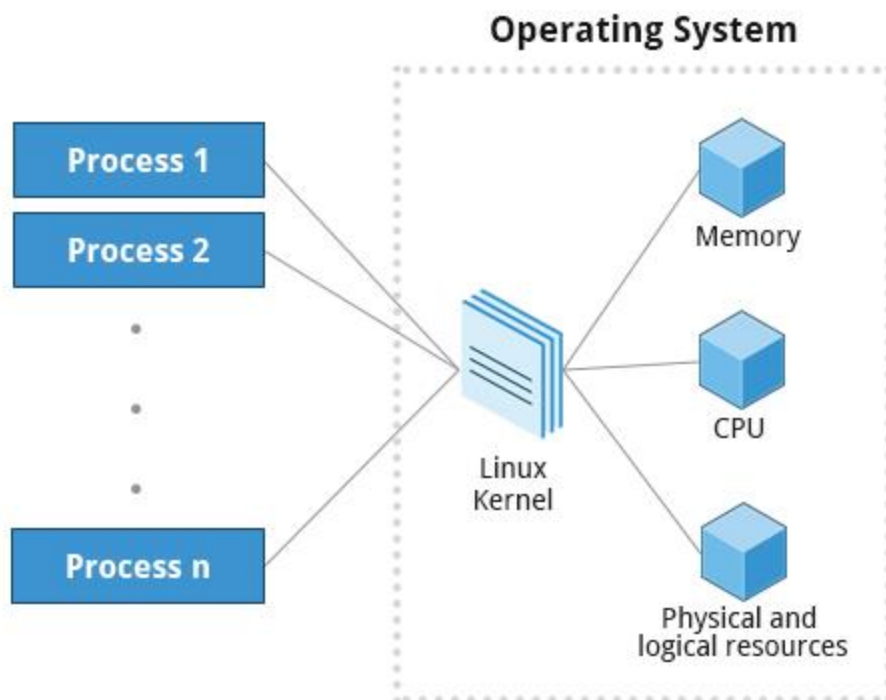 Operating System
Process 1
Process 2
Process n
Linux
Kernel
Memory
CPU
Physical and
logical resources